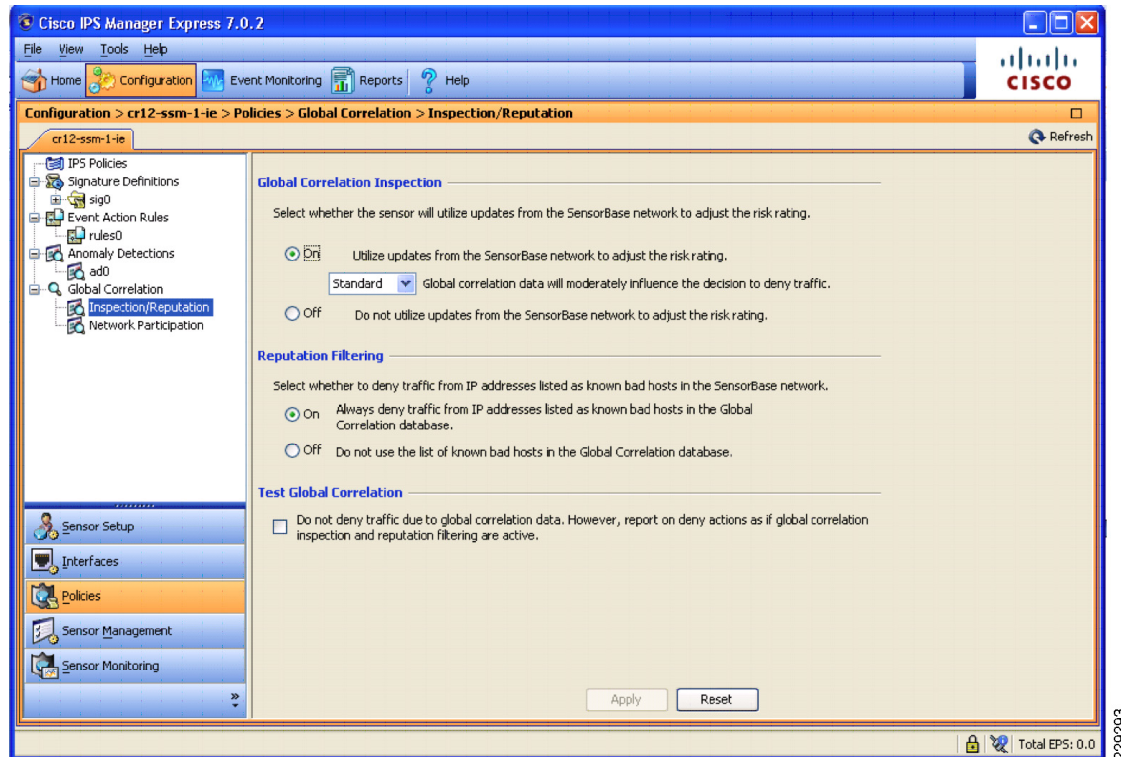 Cisco IPS Manager Express 7.0.2
File View Tools Help
Home Configuration Event Monitoring Reports Help
CISCO
Configuration > cr12-ssm-1-ie > Policies > Global Correlation > Inspection/Reputation
cr12-ssm-1-ie
Refresh
IPS Policies
Signature Definitions
sig0
Event Action Rules
rules0
Anomaly Detections
ad0
Global Correlation
Inspection/Reputation
Network Participation
Sensor Setup
Interfaces
Policies
Sensor Management
Sensor Monitoring
Global Correlation Inspection
Select whether the sensor will utilize updates from the SensorBase network to adjust the risk rating.
On Utilize updates from the SensorBase network to adjust the risk rating.
Standard Global correlation data will moderately influence the decision to deny traffic.
Off Do not utilize updates from the SensorBase network to adjust the risk rating.
Reputation Filtering
Select whether to deny traffic from IP addresses listed as known bad hosts in the SensorBase network.
On Always deny traffic from IP addresses listed as known bad hosts in the Global
Correlation database.
Off Do not use the list of known bad hosts in the Global Correlation database.
Test Global Correlation
Do not deny traffic due to global correlation data. However, report on deny actions as if global correlation
inspection and reputation filtering are active.
Apply Reset
Total EPS: 0.0
229293